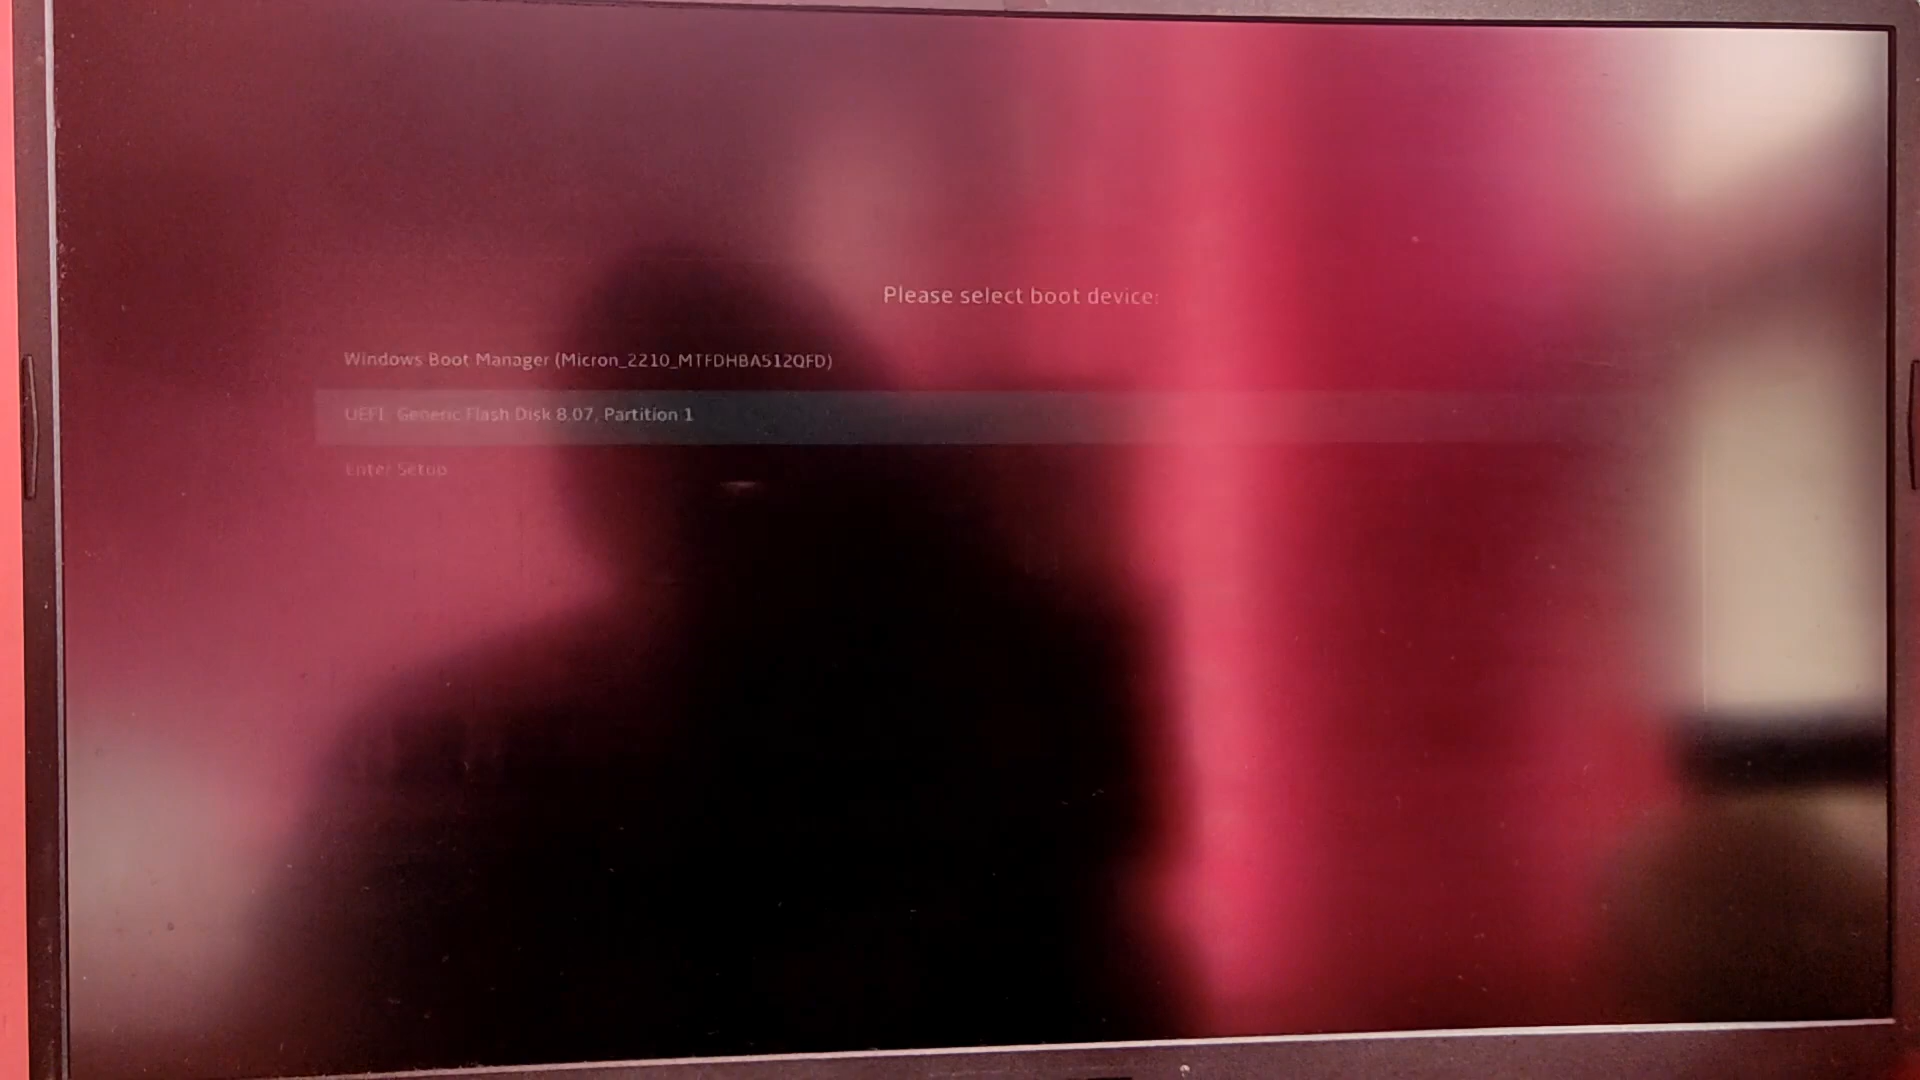 Please select boot device:
Windows Boot Manager (Micron_2210_MTFDHBA512QFD)
UEFI: Generic Flash Disk 8.07, Partition 1
Enter Setup